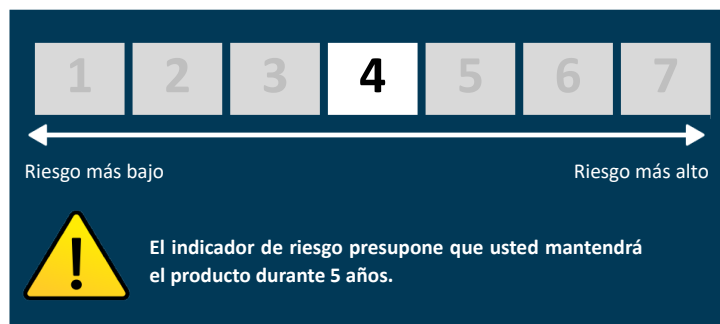 1 2 3 4 5 6 7
Riesgo más bajo Riesgo más alto
El indicador de riesgo presupone que usted mantendrá
el producto durante 5 años.